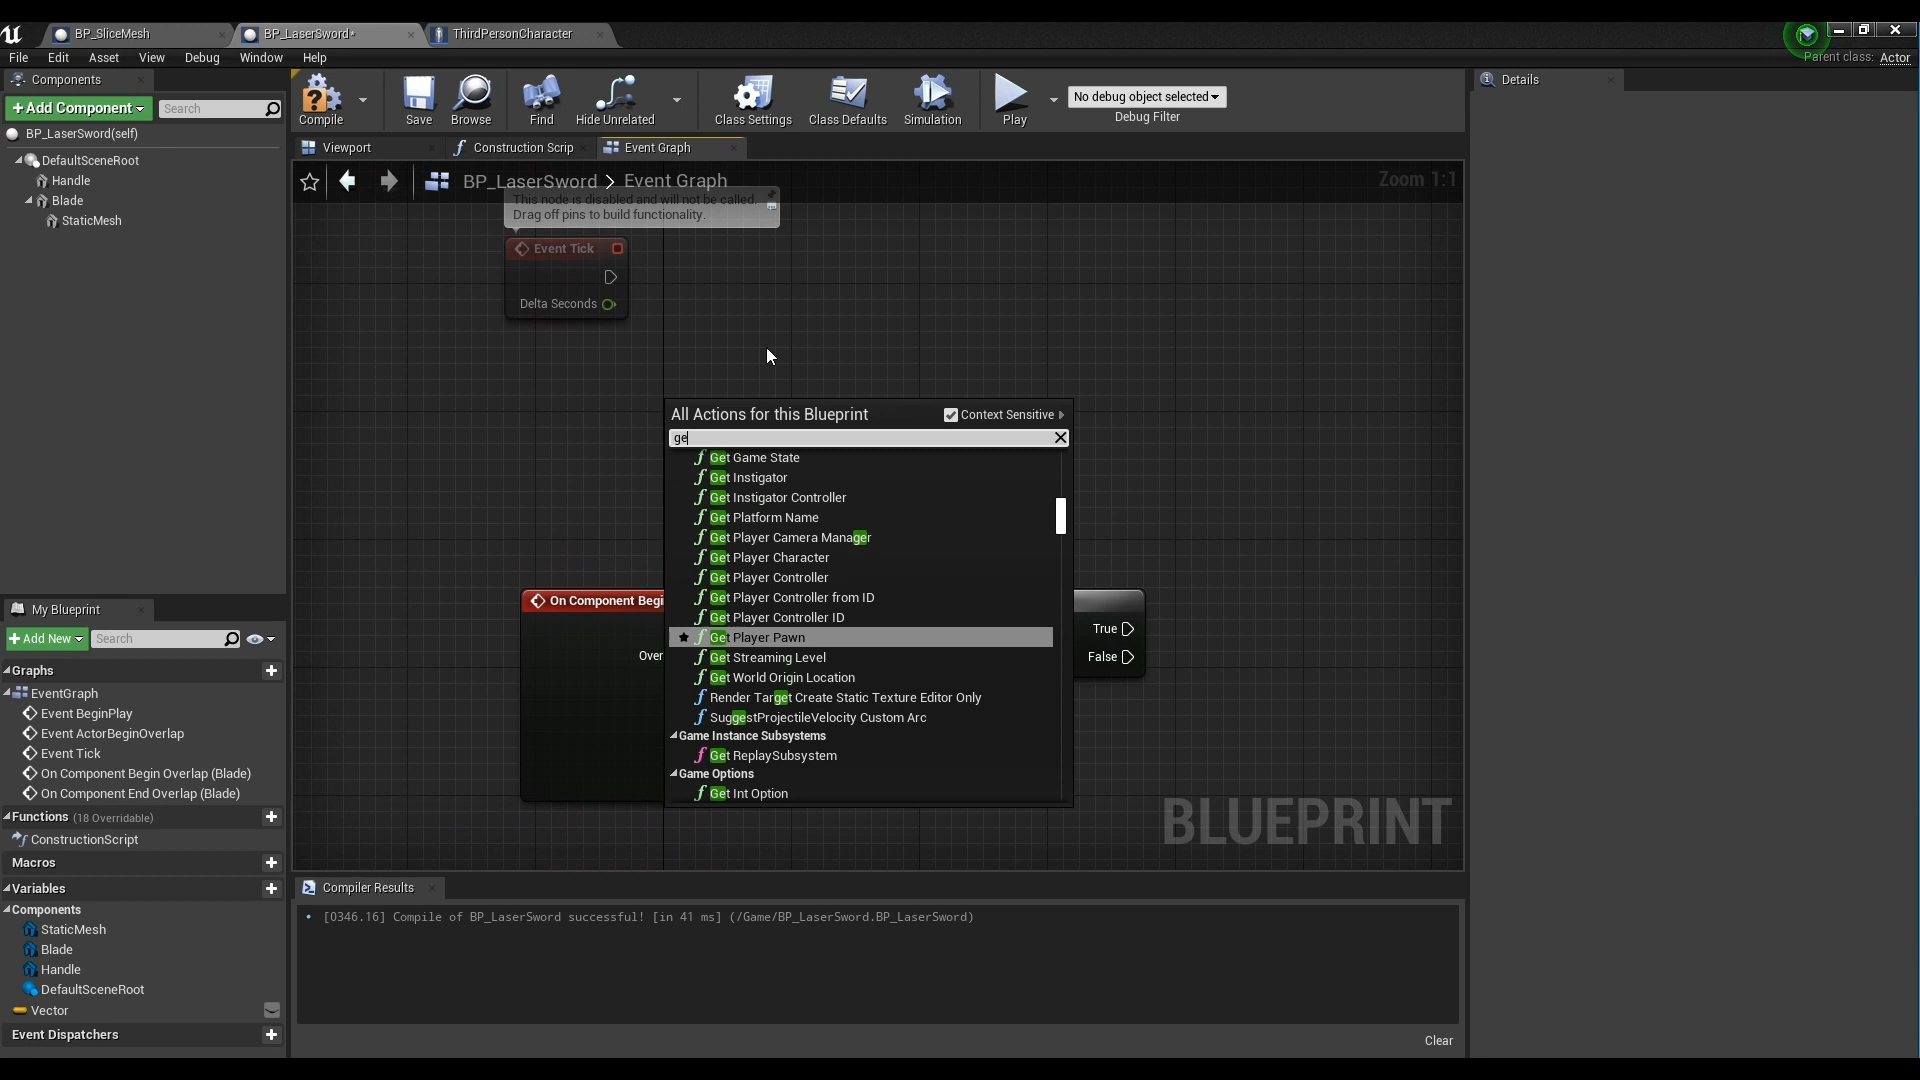 BP_SliceMesh
BP_LaserSword*
ThirdPersonCharacter
File Edit Asset View Debug Window Help
Parent class: Actor
Components
+Add Component
Search
BP_LaserSword(self)
DefaultSceneRoot
Handle
Blade
StaticMesh
Compile
Save
Browse
Find
Hide Unrelated
Class Settings
Class Defaults
Simulation
Play
No debug object selected
Debug Filter
Details
Viewport
Construction Scrip
Event Graph
BP_LaserSword > Event Graph
Zoom 1:1
This node is disabled and will not be called.
Drag off pins to build functionality.
Event Tick
Delta Seconds
All Actions for this Blueprint
Context Sensitive
ge
Get Game State
Get Instigator
Get Instigator Controller
Get Platform Name
Get Player Camera Manager
Get Player Character
Get Player Controller
Get Player Controller from ID
Get Player Controller ID
Get Player Pawn
Get Streaming Level
Get World Origin Location
Render Target Create Static Texture Editor Only
SuggestProjectileVelocity Custom Arc
Game Instance Subsystems
Get ReplaySubsystem
Game Options
Get Int Option
On Component Begi
Over
True
False
BLUEPRINT
My Blueprint
+Add New
Search
Graphs
EventGraph
Event BeginPlay
Event ActorBeginOverlap
Event Tick
On Component Begin Overlap (Blade)
On Component End Overlap (Blade)
Functions (18 Overridable)
ConstructionScript
Macros
Variables
Components
StaticMesh
Blade
Handle
DefaultSceneRoot
Vector
Event Dispatchers
Compiler Results
[0346.16] Compile of BP_LaserSword successful! [in 41 ms] (/Game/BP_LaserSword.BP_LaserSword)
Clear